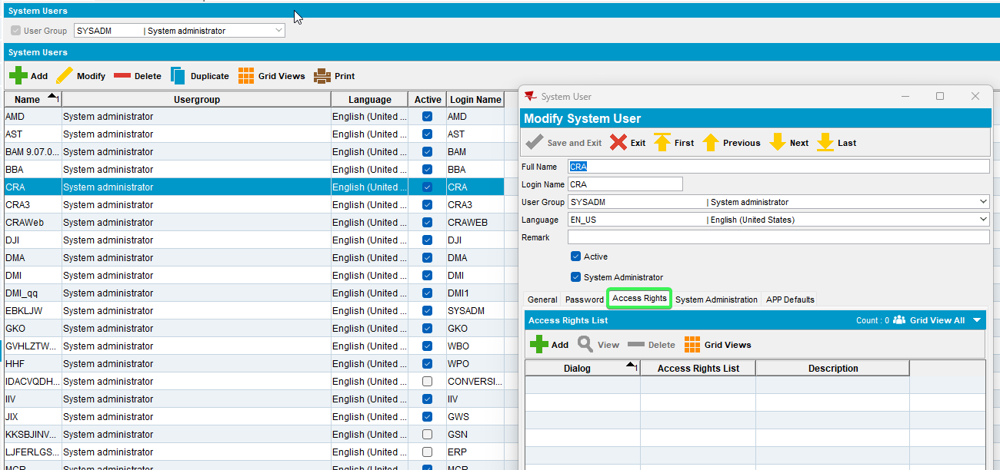 System Users
User Group SYSADM | System administrator
System Users
Add Modify Delete Duplicate Grid Views Print
Name 1 Usergroup Language Active Login Name
AMD System administrator English (United ... AMD
AST System administrator English (United ... AST
BAM 9.07.0... System administrator English (United ... BAM
BBA System administrator English (United ... BBA
CRA System administrator English (United ... CRA
CRA3 System administrator English (United ... CRA3
CRAWeb System administrator English (United ... CRAWEB
DJI System administrator English (United ... DJI
DMA System administrator English (United ... DMA
DMI System administrator English (United ... DMI
DMI_qq System administrator English (United ... DMI1
EBKLJW System administrator English (United ... SYSADM
GKO System administrator English (United ... GKO
GVHLZTW... System administrator English (United ... WBO
HHF System administrator English (United ... WPO
IDACVQDH... System administrator English (United ... CONVERSI...
IIV System administrator English (United ... IIV
JIX System administrator English (United ... GWS
KKSBJINV... System administrator English (United ... GSN
LJFERLGS... System administrator English (United ... ERP
MCR System administrator English (United ... MCR
System User
Modify System User
Save and Exit Exit First Previous Next Last
Full Name CRA
Login Name CRA
User Group SYSADM | System administrator
Language EN_US | English (United States)
Remark
Active
System Administrator
General Password Access Rights System Administration APP Defaults
Access Rights List Count : 0 Grid View All
Add View Delete Grid Views
Dialog 1 Access Rights List Description